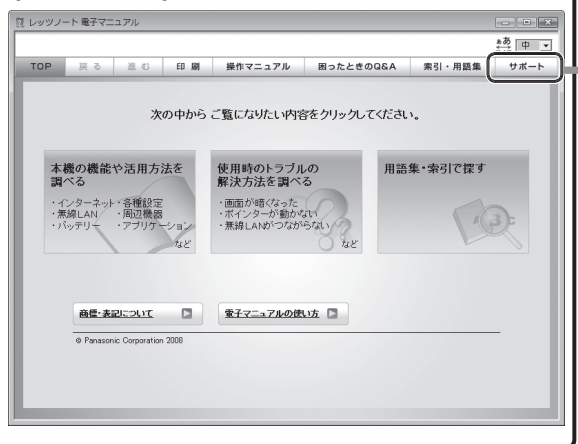 レッツノート 電子マニュアル
ぁあ 中
TOP 戻る 進む 印刷 操作マニュアル 困ったときのQ&A 索引・用語集 サポート
次の中から ご覧になりたい内容をクリックしてください。
本機の機能や活用方法を
調べる
・インターネット・各種設定
・無線LAN ・周辺機器
・バッテリー ・アプリケーション
など
使用時のトラブルの
解決方法を調べる
・画面が暗くなった
・ポインターが動かない
・無線LANがつながらない
など
用語集・索引で探す
商標・表記について
電子マニュアルの使い方
© Panasonic Corporation 2008